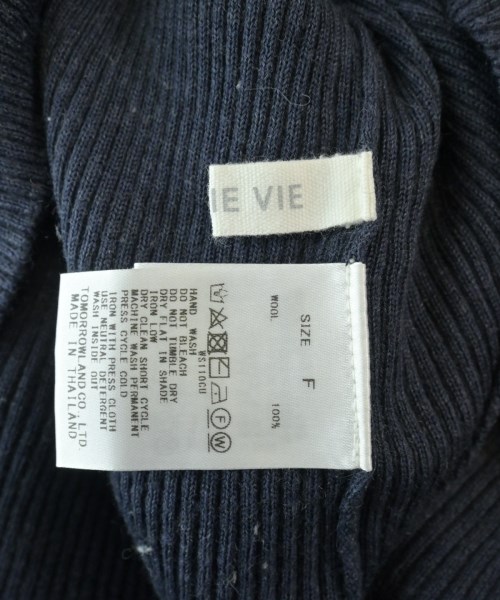 IE VIE
SIZE F
WOOL 100%
F W
WS110CU
HAND WASH
DO NOT BLEACH
DO NOT TUMBLE DRY
DRY FLAT IN SHADE
IRON LOW
DRY CLEAN SHORT CYCLE
MACHINE WASH PERMANENT
PRESS CYCLE COLD
IRON WITH PRESS CLOTH
USE NEUTRAL DETERGENT
WASH INSIDE OUT
TOMORROWLAND CO., LTD.
MADE IN THAILAND